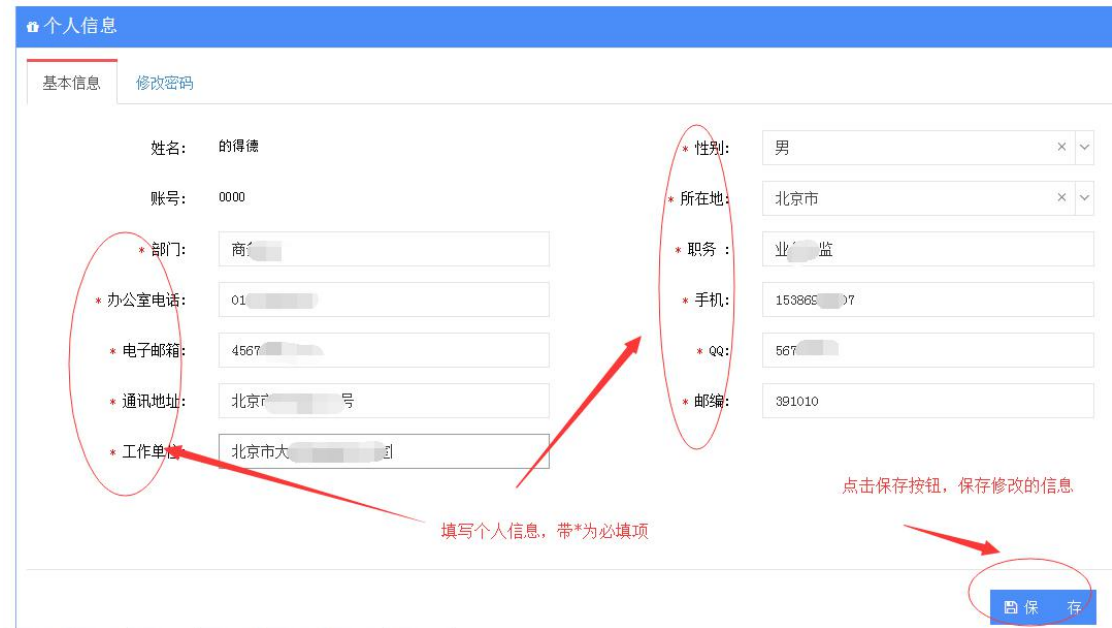 个人信息
基本信息 修改密码
姓名: 的得德 * 性别: 男
账号: 0000 * 所在地: 北京市
* 部门: 商 * 职务 : 业 监
* 办公室电话: 01 * 手机: 15386 07
* 电子邮箱: 4567 * QQ: 567
* 通讯地址: 北京 号 * 邮编: 391010
* 工作单位: 北京市大
点击保存按钮，保存修改的信息
填写个人信息，带*为必填项
保 存